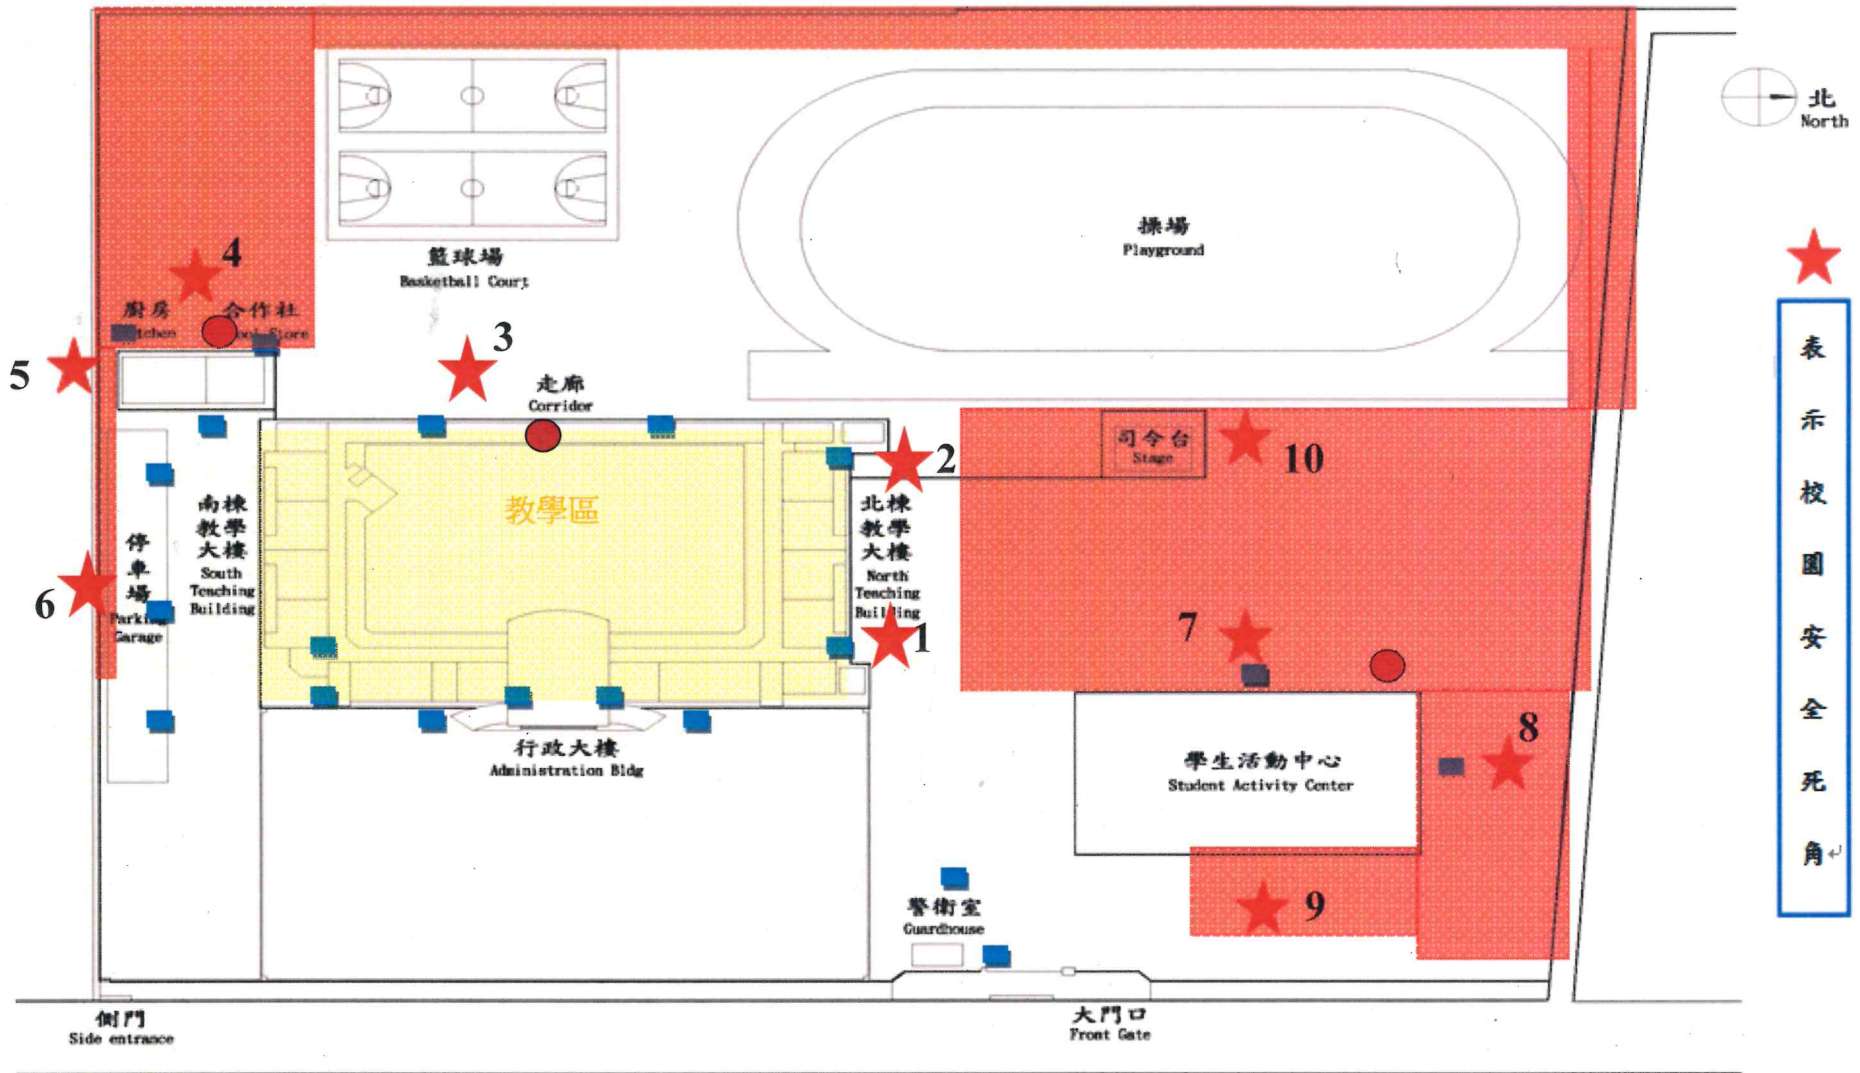 北
North
操場
Playground
4
籃球場
Basketball Court
廚房
Kitchen
合作社
School Store
3
5
走廊
Corridor
司令台
Stage
10
2
教學區
南棟
教學
大樓
South
Teaching
Building
北棟
教學
大樓
North
Teaching
Building
停
車
場
Parking
Garage
6
1
7
8
行政大樓
Administration Bldg
學生活動中心
Student Activity Center
9
警衛室
Guardhouse
側門
Side entrance
大門口
Front Gate
表
示
校
園
安
全
死
角